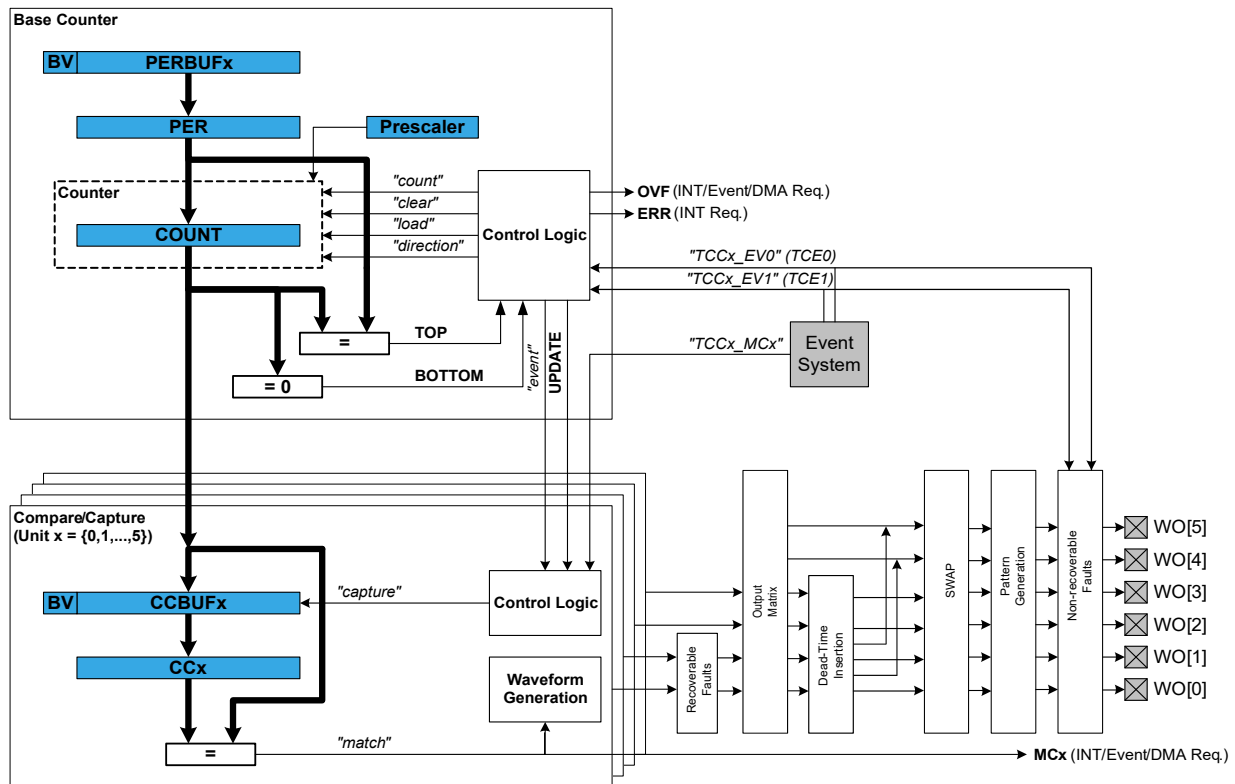 Base Counter
BV
PERBUFx
PER
Prescaler
Counter
COUNT
"count"
"clear"
"load"
"direction"
Control Logic
OVF (INT/Event/DMA Req.)
ERR (INT Req.)
"TCCx_EV0" (TCE0)
"TCCx_EV1" (TCE1)
"TCCx_MCx"
Event
System
=
TOP
= 0
BOTTOM
"event"
UPDATE
Compare/Capture
(Unit x = {0,1,...,5})
BV
CCBUFx
"capture"
Control Logic
CCx
Waveform
Generation
=
"match"
Recoverable
Faults
Output
Matrix
Dead-Time
Insertion
SWAP
Pattern
Generation
Non-recoverable
Faults
WO[5]
WO[4]
WO[3]
WO[2]
WO[1]
WO[0]
MCx (INT/Event/DMA Req.)